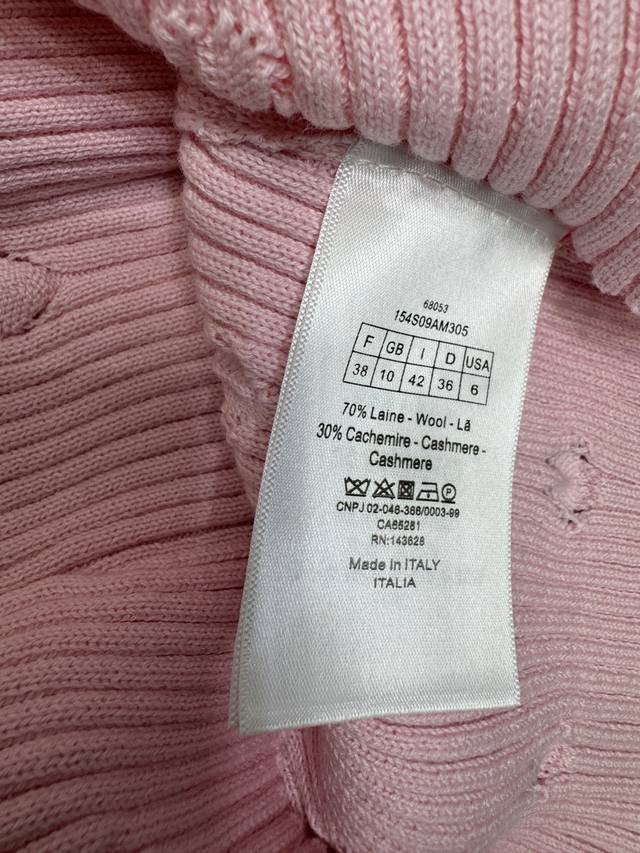 68053
154S09AM305
F GB I D USA
38 10 42 36 6
70% Laine - Wool - Lã
30% Cachemire - Cashmere -
Cashmere
P
CNPJ 02-046-366/0003-99
CA65281
RN:143628
Made in ITALY
ITALIA